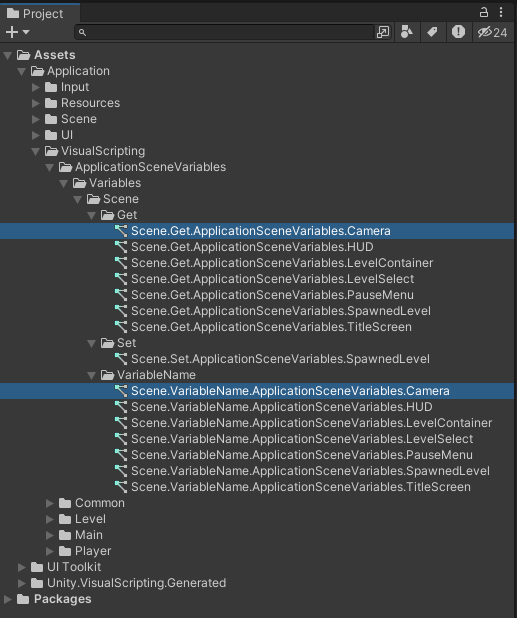 Project
24
Assets
Application
Input
Resources
Scene
UI
VisualScripting
ApplicationSceneVariables
Variables
Scene
Get
Scene.Get.ApplicationSceneVariables.Camera
Scene.Get.ApplicationSceneVariables.HUD
Scene.Get.ApplicationSceneVariables.LevelContainer
Scene.Get.ApplicationSceneVariables.LevelSelect
Scene.Get.ApplicationSceneVariables.PauseMenu
Scene.Get.ApplicationSceneVariables.SpawnedLevel
Scene.Get.ApplicationSceneVariables.TitleScreen
Set
Scene.Set.ApplicationSceneVariables.SpawnedLevel
VariableName
Scene.VariableName.ApplicationSceneVariables.Camera
Scene.VariableName.ApplicationSceneVariables.HUD
Scene.VariableName.ApplicationSceneVariables.LevelContainer
Scene.VariableName.ApplicationSceneVariables.LevelSelect
Scene.VariableName.ApplicationSceneVariables.PauseMenu
Scene.VariableName.ApplicationSceneVariables.SpawnedLevel
Scene.VariableName.ApplicationSceneVariables.TitleScreen
Common
Level
Main
Player
UI Toolkit
Unity.VisualScripting.Generated
Packages